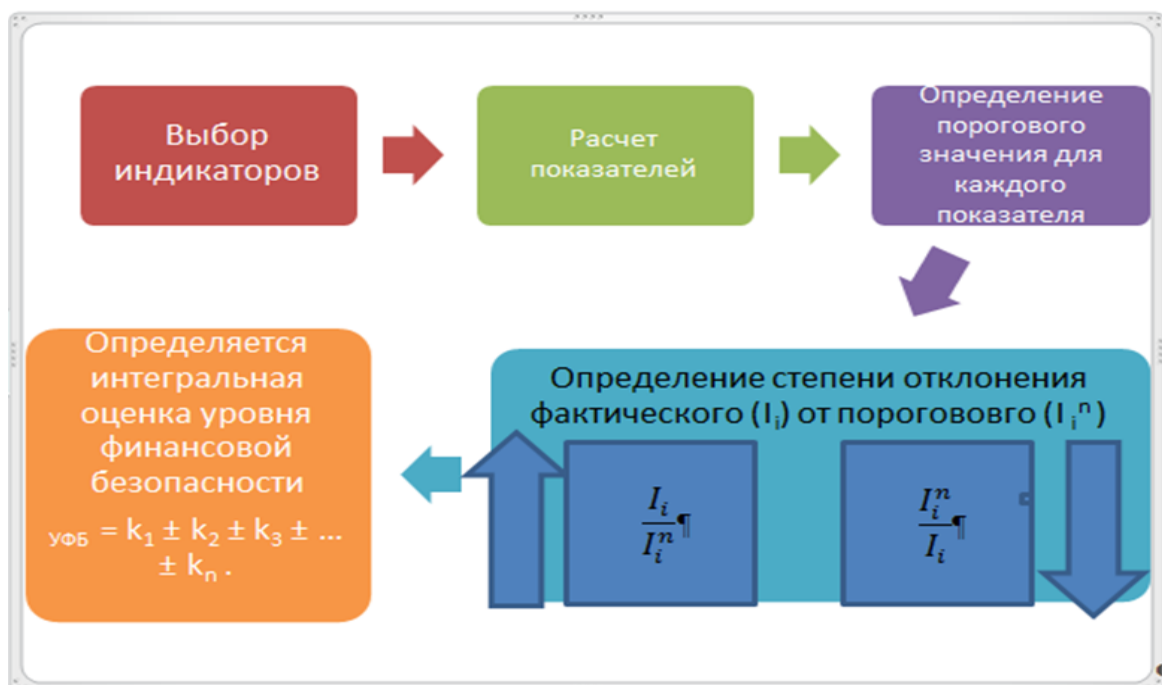 Выбор
индикаторов
Расчет
показателей
Определение
порогового
значения для
каждого
показателя
Определение степени отклонения
фактического (I_i) от порогововго (I_i^n)
I_i
I_i^n¶
I_i^n
I_i¶
Определяется
интегральная
оценка уровня
финансовой
безопасности
УФБ = k₁ ± k₂ ± k₃ ± ...
± kₙ .